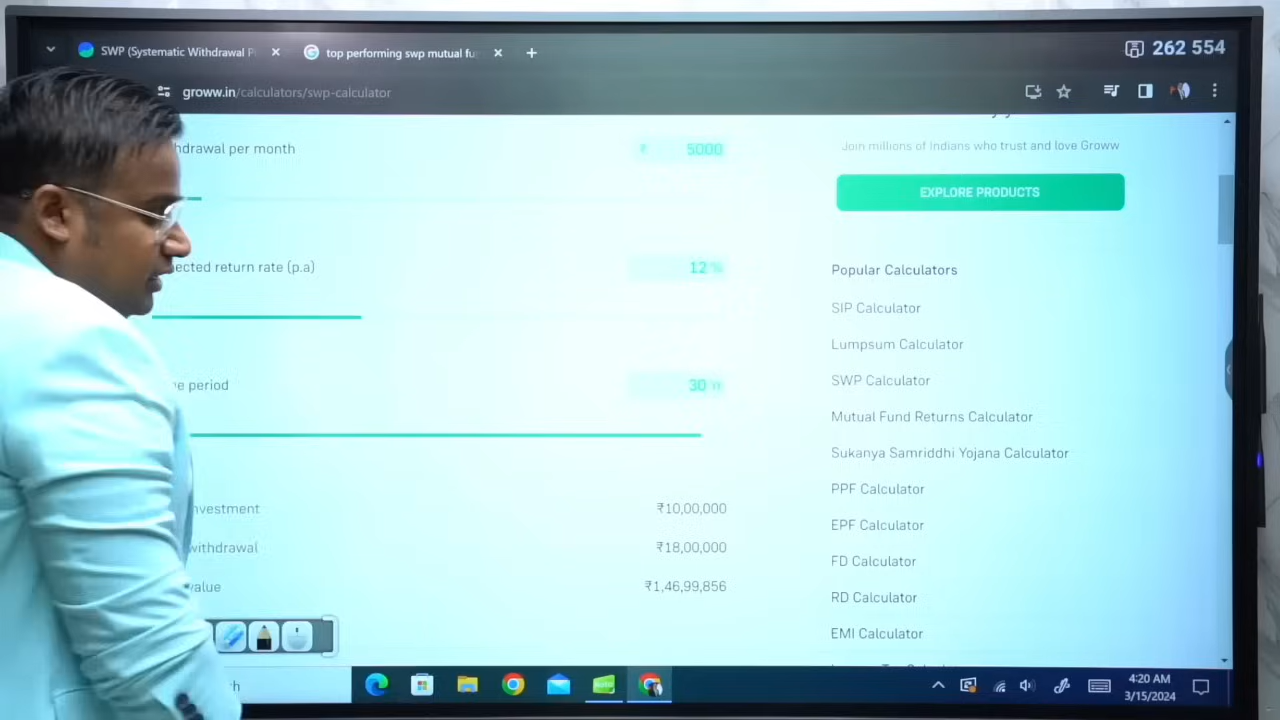 SWP (Systematic Withdrawal P
top performing swp mutual fu
262 554
groww.in/calculators/swp-calculator
hdrawal per month
₹ 5000
Join millions of Indians who trust and love Groww
EXPLORE PRODUCTS
ected return rate (p.a)
12 %
Popular Calculators
SIP Calculator
Lumpsum Calculator
SWP Calculator
e period
30
Mutual Fund Returns Calculator
Sukanya Samriddhi Yojana Calculator
PPF Calculator
nvestment
₹10,00,000
EPF Calculator
withdrawal
₹18,00,000
FD Calculator
value
₹1,46,99,856
RD Calculator
EMI Calculator
4:20 AM
3/15/2024